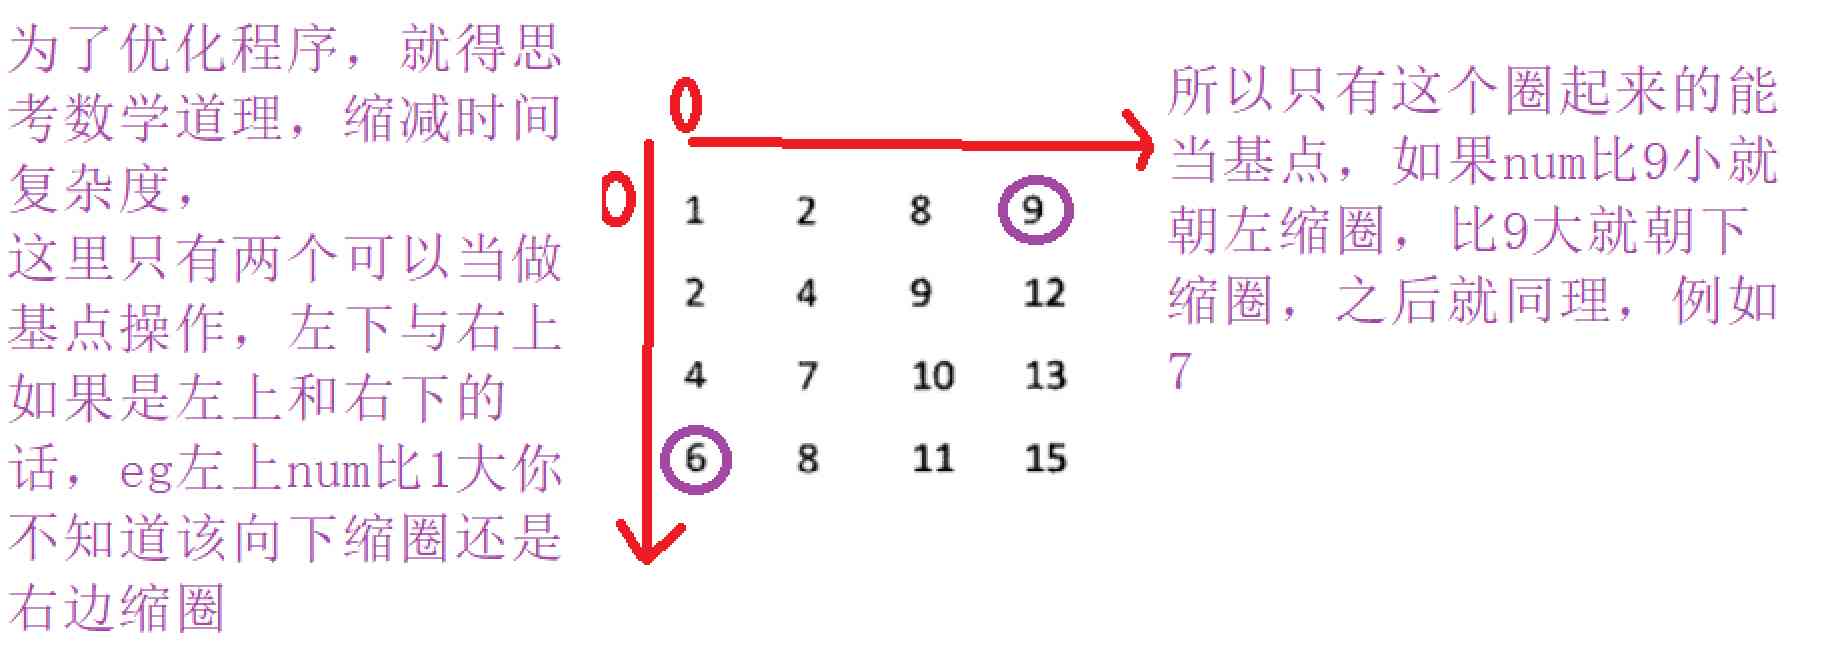 为了优化程序，就得思
考数学道理，缩减时间
复杂度，
这里只有两个可以当做
基点操作，左下与右上
如果是左上和右下的
话，eg左上num比1大你
不知道该向下缩圈还是
右边缩圈
0
0
1 2 8 9
2 4 9 12
4 7 10 13
6 8 11 15
所以只有这个圈起来的能
当基点，如果num比9小就
朝左缩圈，比9大就朝下
缩圈，之后就同理，例如
7